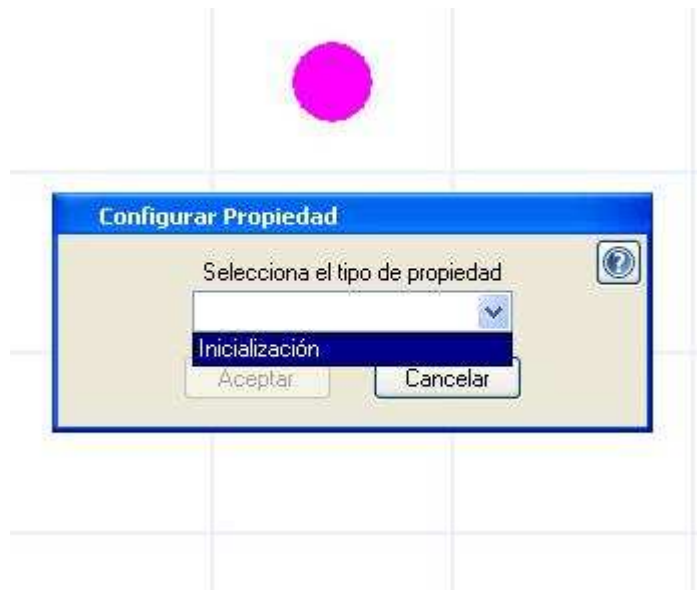 Configurar Propiedad
Selecciona el tipo de propiedad
Inicialización
Aceptar
Cancelar